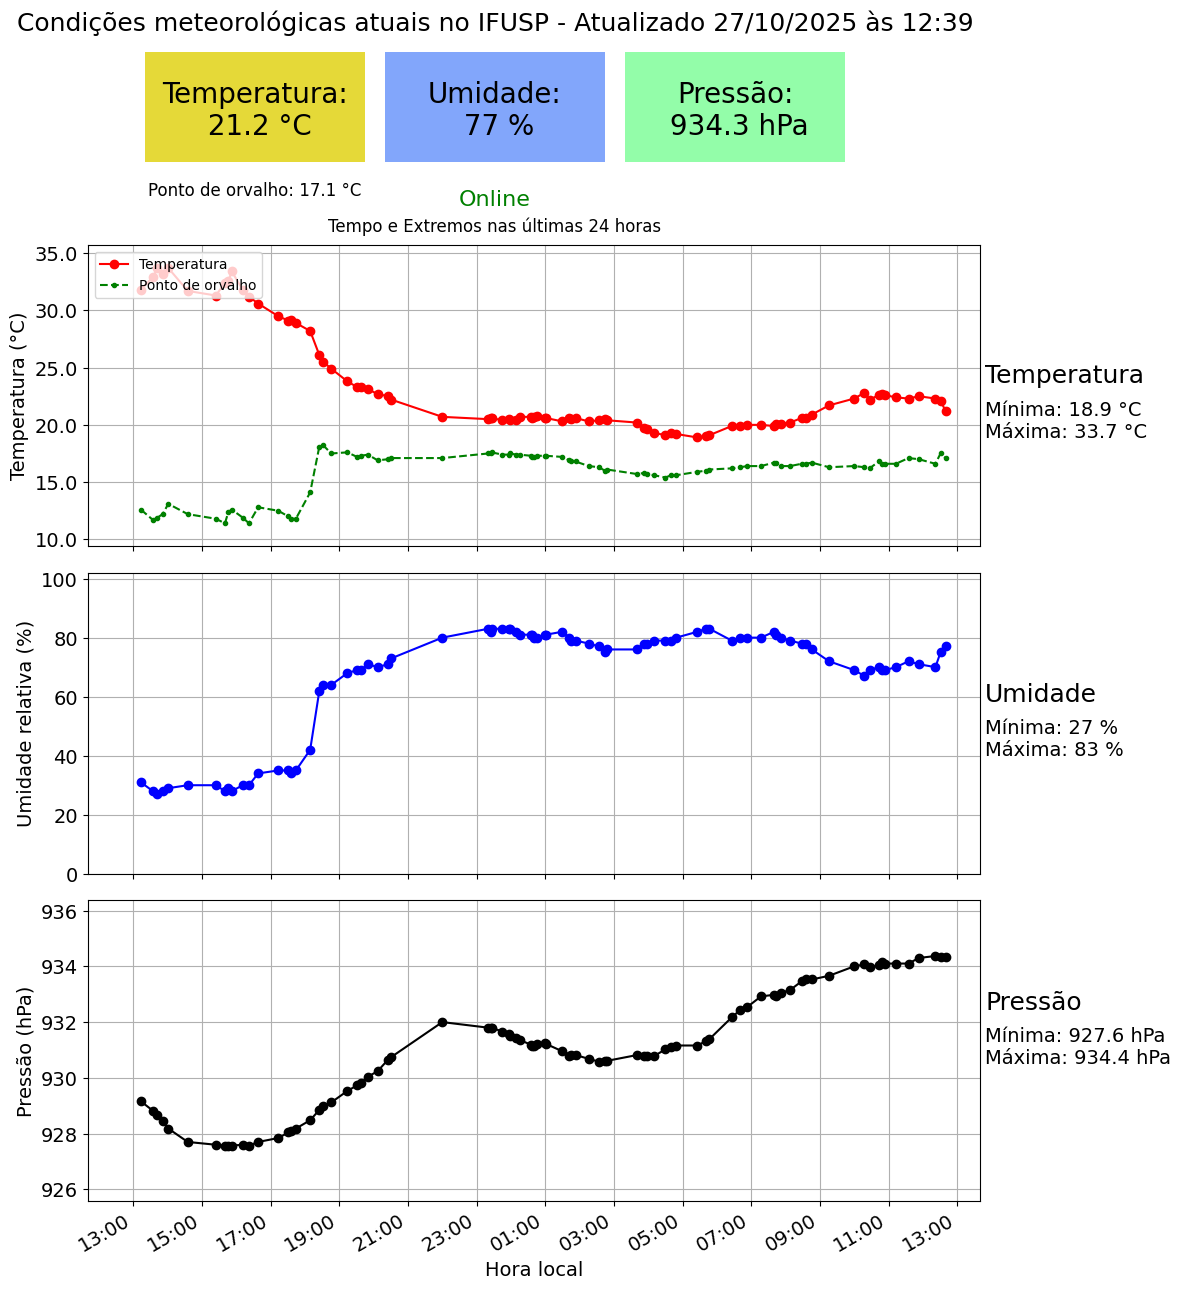 Condições meteorológicas atuais no IFUSP - Atualizado 27/10/2025 às 12:39
Temperatura:
21.2 °C
Umidade:
77 %
Pressão:
934.3 hPa
Ponto de orvalho: 17.1 °C
Online
Tempo e Extremos nas últimas 24 horas
Temperatura (°C)
35.0
30.0
25.0
20.0
15.0
10.0
Temperatura
Ponto de orvalho
Temperatura
Mínima: 18.9 °C
Máxima: 33.7 °C
Umidade relativa (%)
100
80
60
40
20
0
Umidade
Mínima: 27 %
Máxima: 83 %
Pressão (hPa)
936
934
932
930
928
926
Pressão
Mínima: 927.6 hPa
Máxima: 934.4 hPa
13:00
15:00
17:00
19:00
21:00
23:00
01:00
03:00
05:00
07:00
09:00
11:00
13:00
Hora local